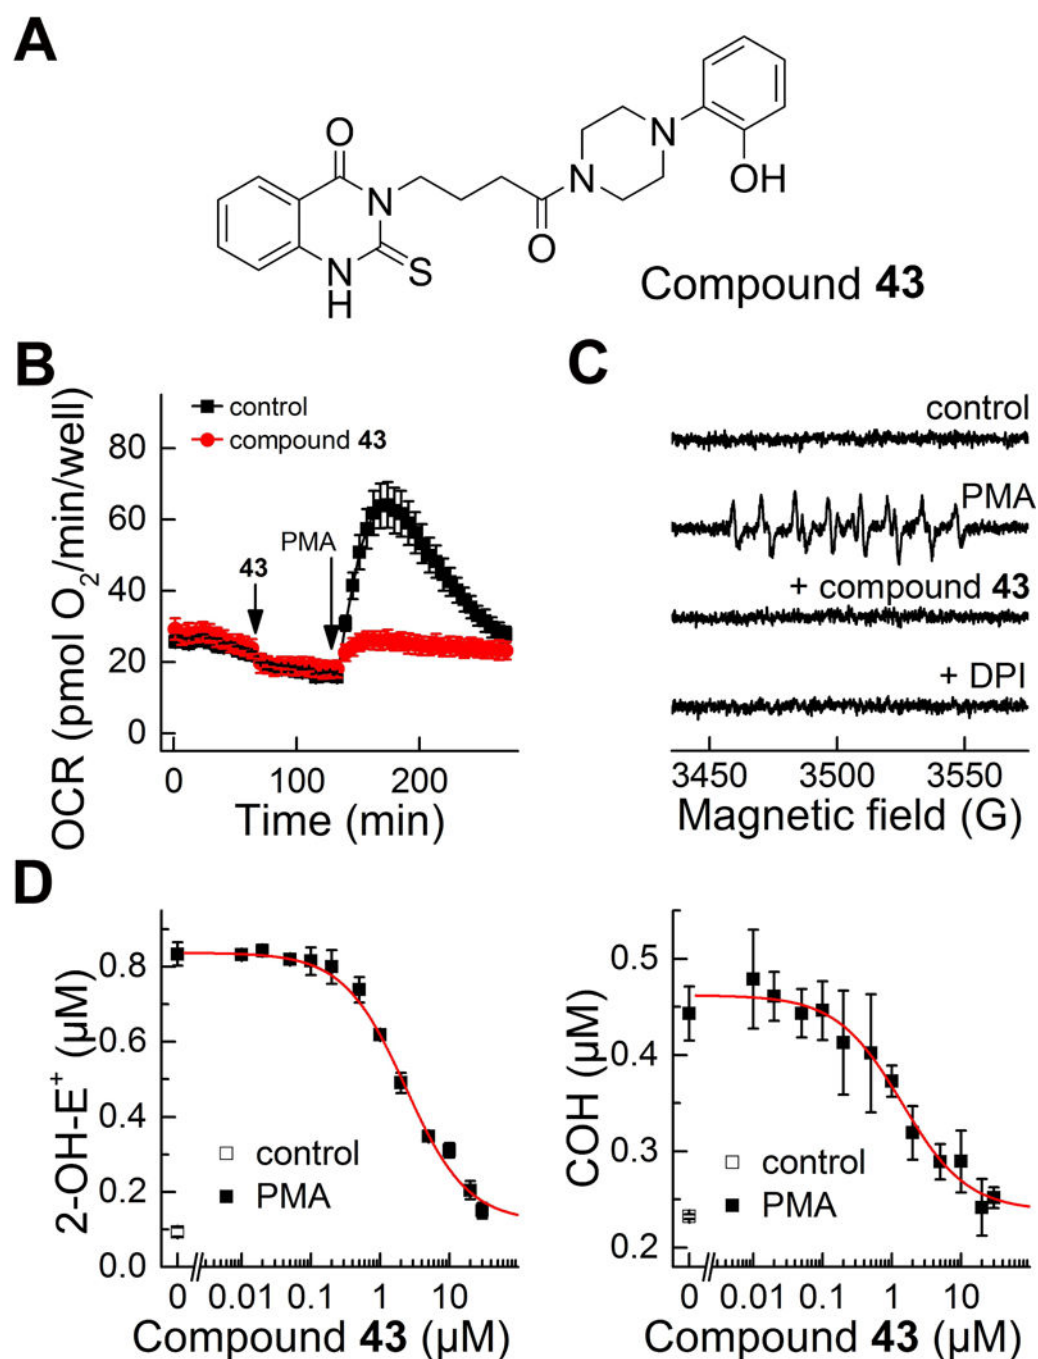 A
O
N
N
H
S
O
N
N
OH
Compound 43
B
control
compound 43
43
PMA
80
60
40
20
0
OCR (pmol O₂/min/well)
0 100 200
Time (min)
C
control
PMA
+ compound 43
+ DPI
3450 3500 3550
Magnetic field (G)
D
0.8
0.6
0.4
0.2
0.0
2-OH-E⁺ (µM)
control
PMA
0 0.01 0.1 1 10
Compound 43 (µM)
0.5
0.4
0.3
0.2
COH (µM)
control
PMA
0 0.01 0.1 1 10
Compound 43 (µM)